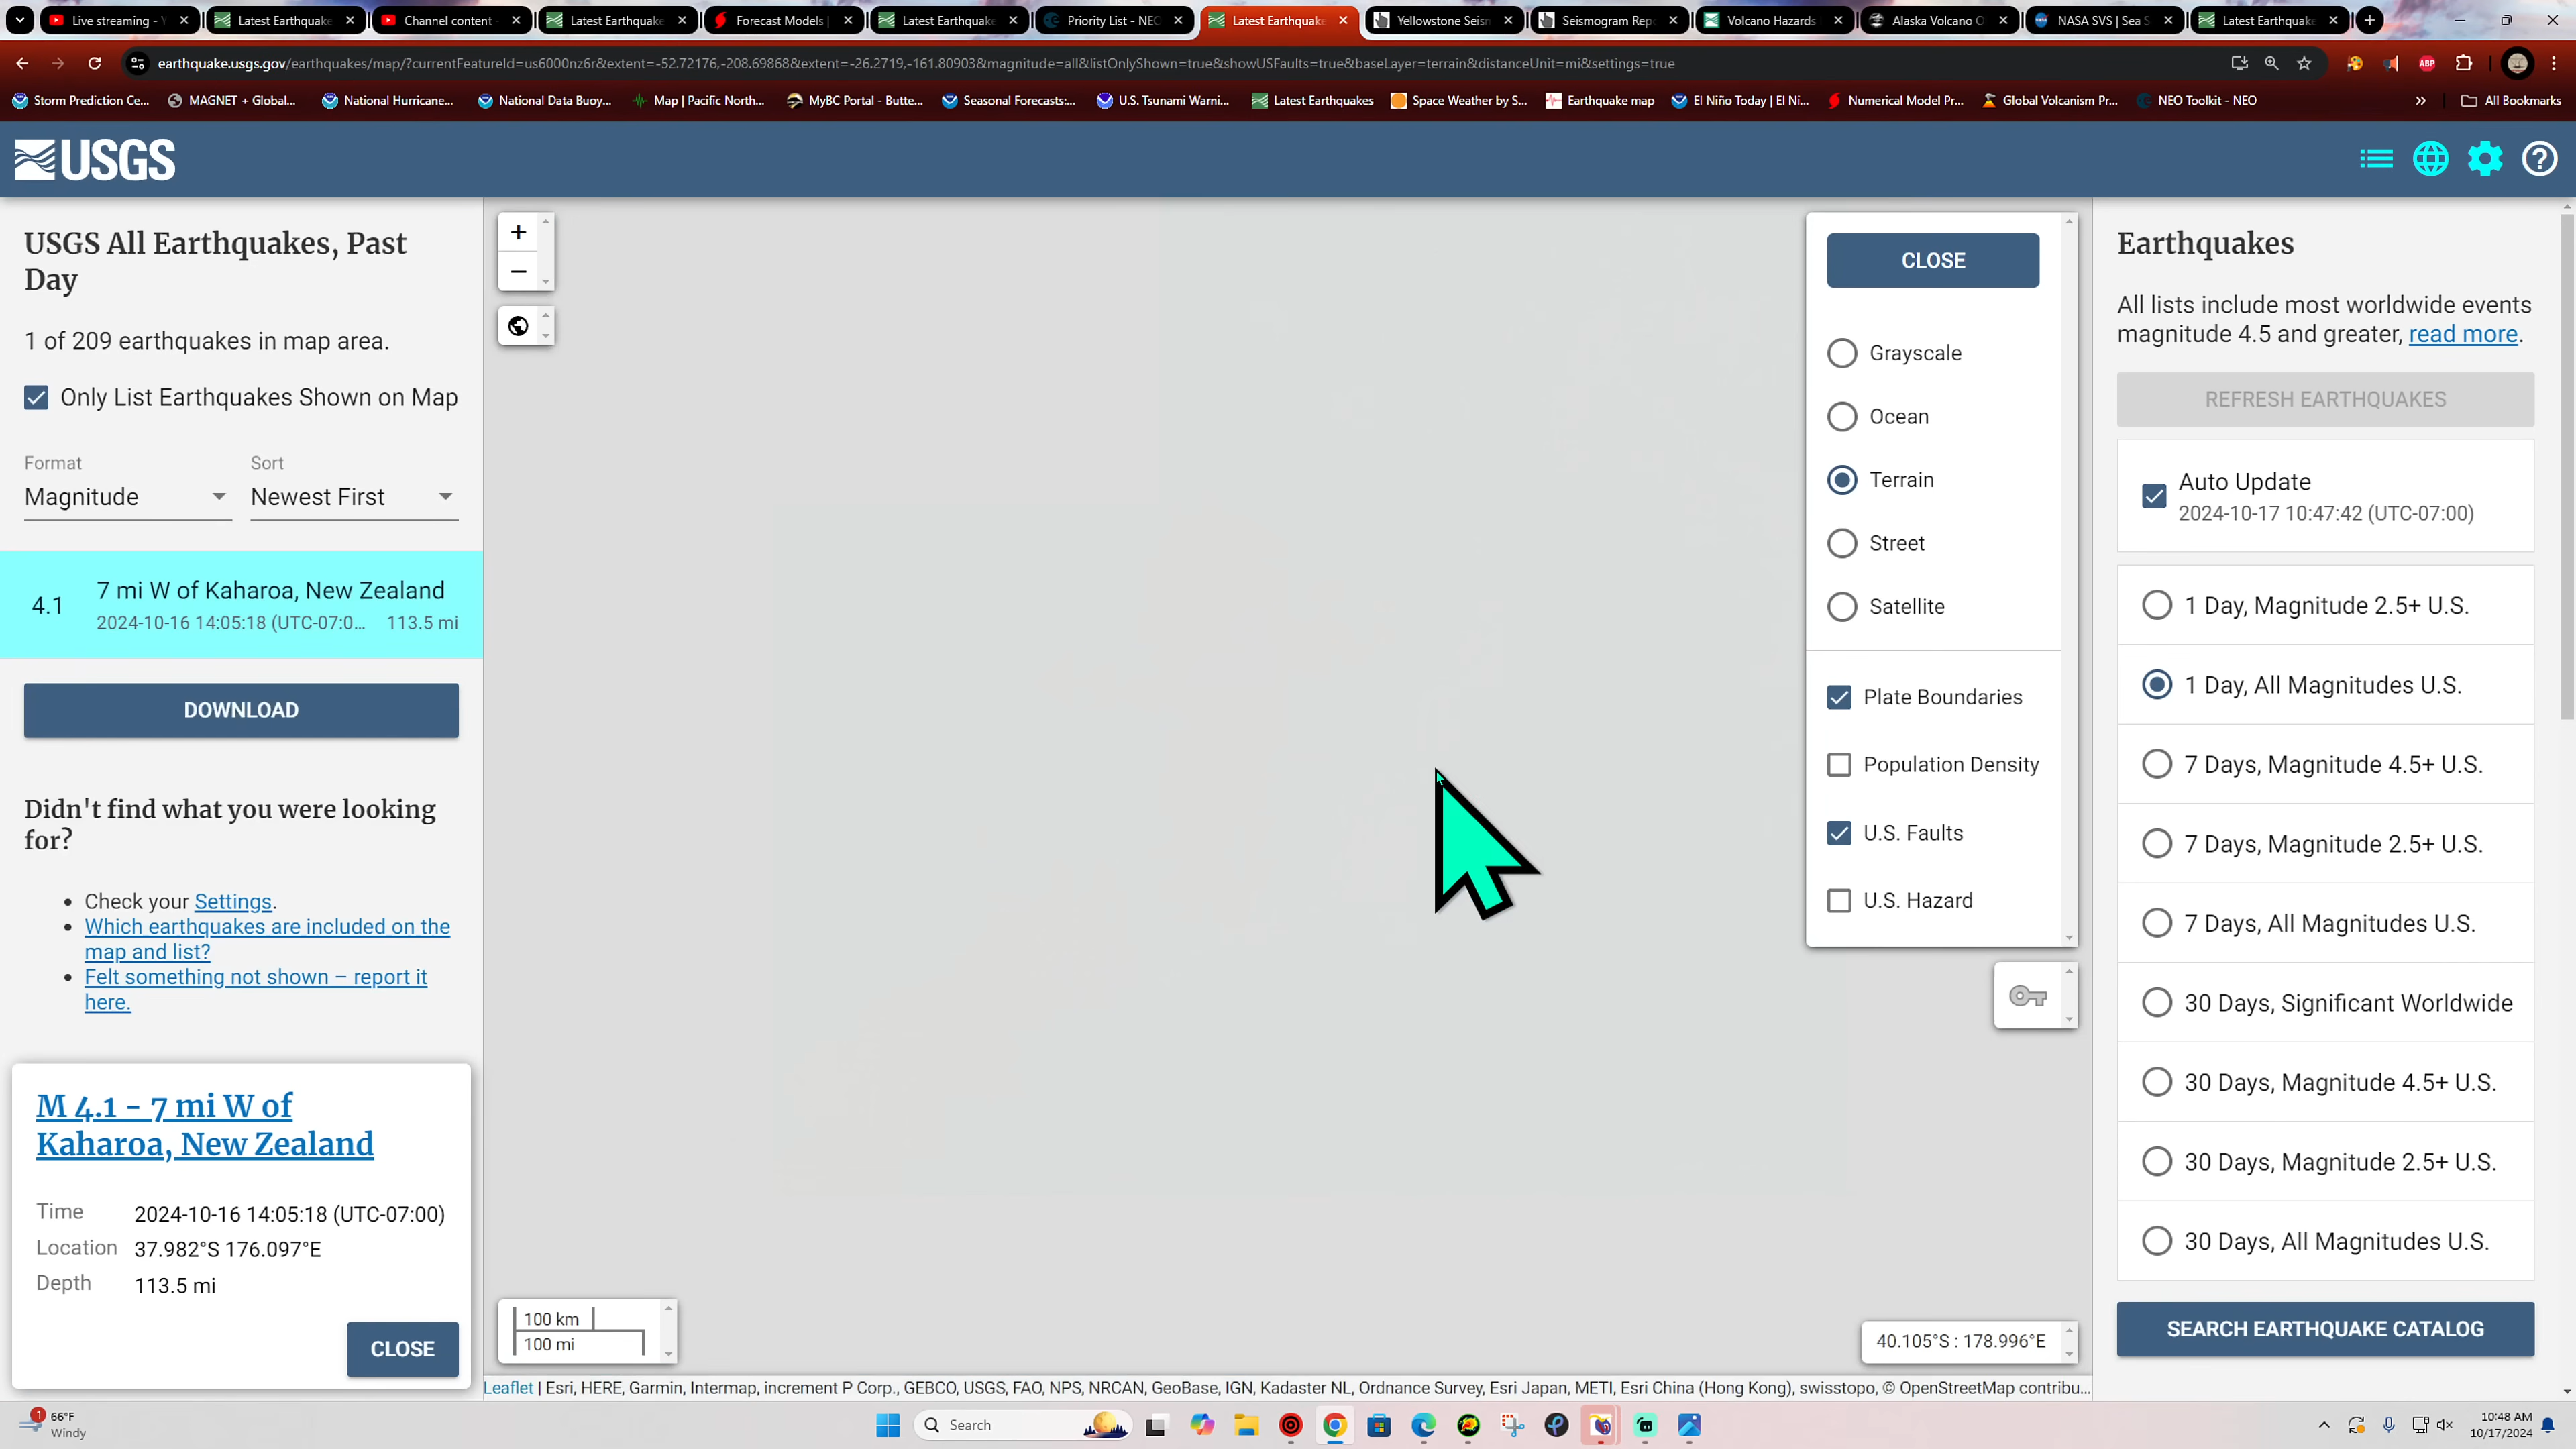 Live streaming - Y
Latest Earthquake
Channel content -
Latest Earthquake
Forecast Models |
Latest Earthquake
Priority List - NEO
Latest Earthquake
Yellowstone Seism
Seismogram Repo
Volcano Hazards
Alaska Volcano O
NASA SVS | Sea S
Latest Earthquake
earthquake.usgs.gov/earthquakes/map/?currentFeatureId=us6000nz6r&extent=-52.72176,-208.69868&extent=-26.2719,-161.80903&magnitude=all&listOnlyShown=true&showUSFaults=true&baseLayer=terrain&distanceUnit=mi&settings=true
ABP
Storm Prediction Ce...
MAGNET + Global...
National Hurricane...
National Data Buoy...
Map | Pacific North...
MyBC Portal - Butte...
Seasonal Forecasts:...
U.S. Tsunami Warni...
Latest Earthquakes
Space Weather by S...
Earthquake map
El Niño Today | El Ni...
Numerical Model Pr...
Global Volcanism Pr...
NEO Toolkit - NEO
All Bookmarks
USGS
USGS All Earthquakes, Past
Day
1 of 209 earthquakes in map area.
Only List Earthquakes Shown on Map
Format
Sort
Magnitude
Newest First
4.1
7 mi W of Kaharoa, New Zealand
2024-10-16 14:05:18 (UTC-07:0...
113.5 mi
DOWNLOAD
Didn't find what you were looking
for?
• Check your Settings.
• Which earthquakes are included on the
map and list?
• Felt something not shown – report it
here.
M 4.1 - 7 mi W of
Kaharoa, New Zealand
Time 2024-10-16 14:05:18 (UTC-07:00)
Location 37.982°S 176.097°E
Depth 113.5 mi
CLOSE
+
−
100 km
100 mi
CLOSE
Grayscale
Ocean
Terrain
Street
Satellite
Plate Boundaries
Population Density
U.S. Faults
U.S. Hazard
40.105°S : 178.996°E
Leaflet | Esri, HERE, Garmin, Intermap, increment P Corp., GEBCO, USGS, FAO, NPS, NRCAN, GeoBase, IGN, Kadaster NL, Ordnance Survey, Esri Japan, METI, Esri China (Hong Kong), swisstopo, © OpenStreetMap contribu...
Earthquakes
All lists include most worldwide events
magnitude 4.5 and greater, read more.
REFRESH EARTHQUAKES
Auto Update
2024-10-17 10:47:42 (UTC-07:00)
1 Day, Magnitude 2.5+ U.S.
1 Day, All Magnitudes U.S.
7 Days, Magnitude 4.5+ U.S.
7 Days, Magnitude 2.5+ U.S.
7 Days, All Magnitudes U.S.
30 Days, Significant Worldwide
30 Days, Magnitude 4.5+ U.S.
30 Days, Magnitude 2.5+ U.S.
30 Days, All Magnitudes U.S.
SEARCH EARTHQUAKE CATALOG
1
66°F
Windy
Search
10:48 AM
10/17/2024